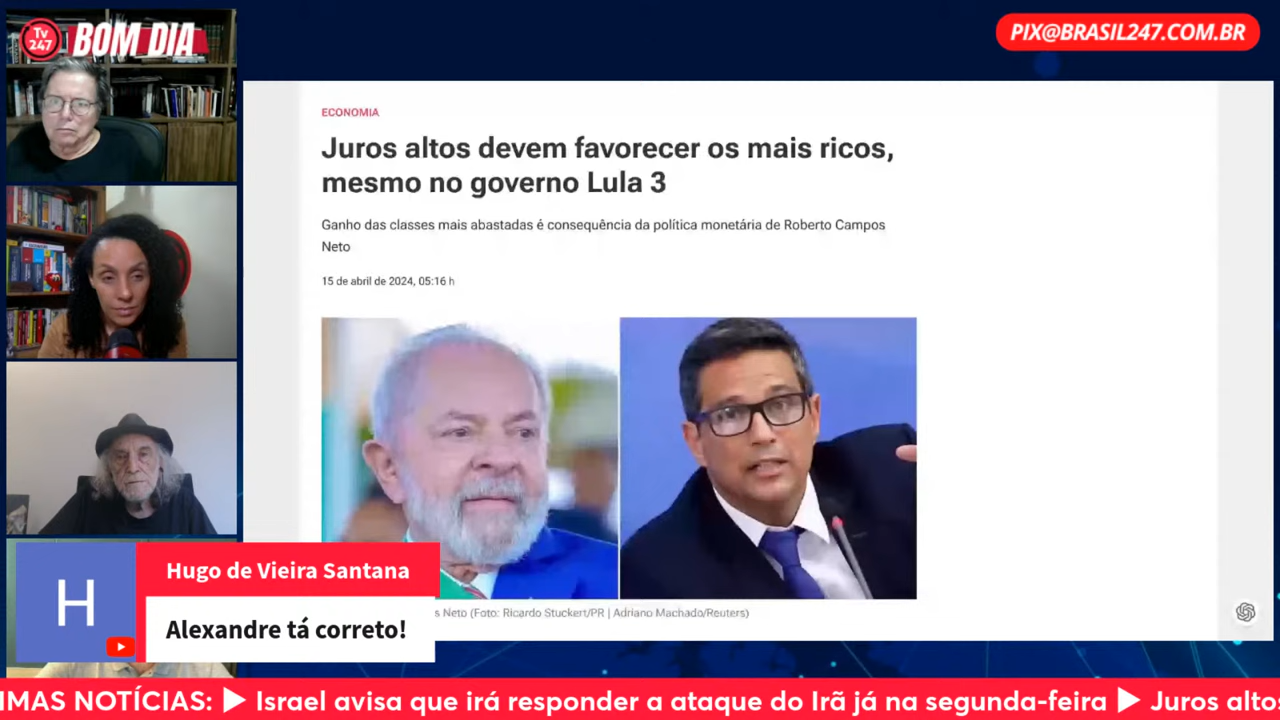 Tv
247
BOM DIA
PIX@BRASIL247.COM.BR
ECONOMIA
Juros altos devem favorecer os mais ricos,
mesmo no governo Lula 3
Ganho das classes mais abastadas é consequência da política monetária de Roberto Campos
Neto
15 de abril de 2024, 05:16 h
s Neto (Foto: Ricardo Stuckert/PR | Adriano Machado/Reuters)
H
Hugo de Vieira Santana
Alexandre tá correto!
IMAS NOTÍCIAS: ▶ Israel avisa que irá responder a ataque do Irã já na segunda-feira ▶ Juros altos